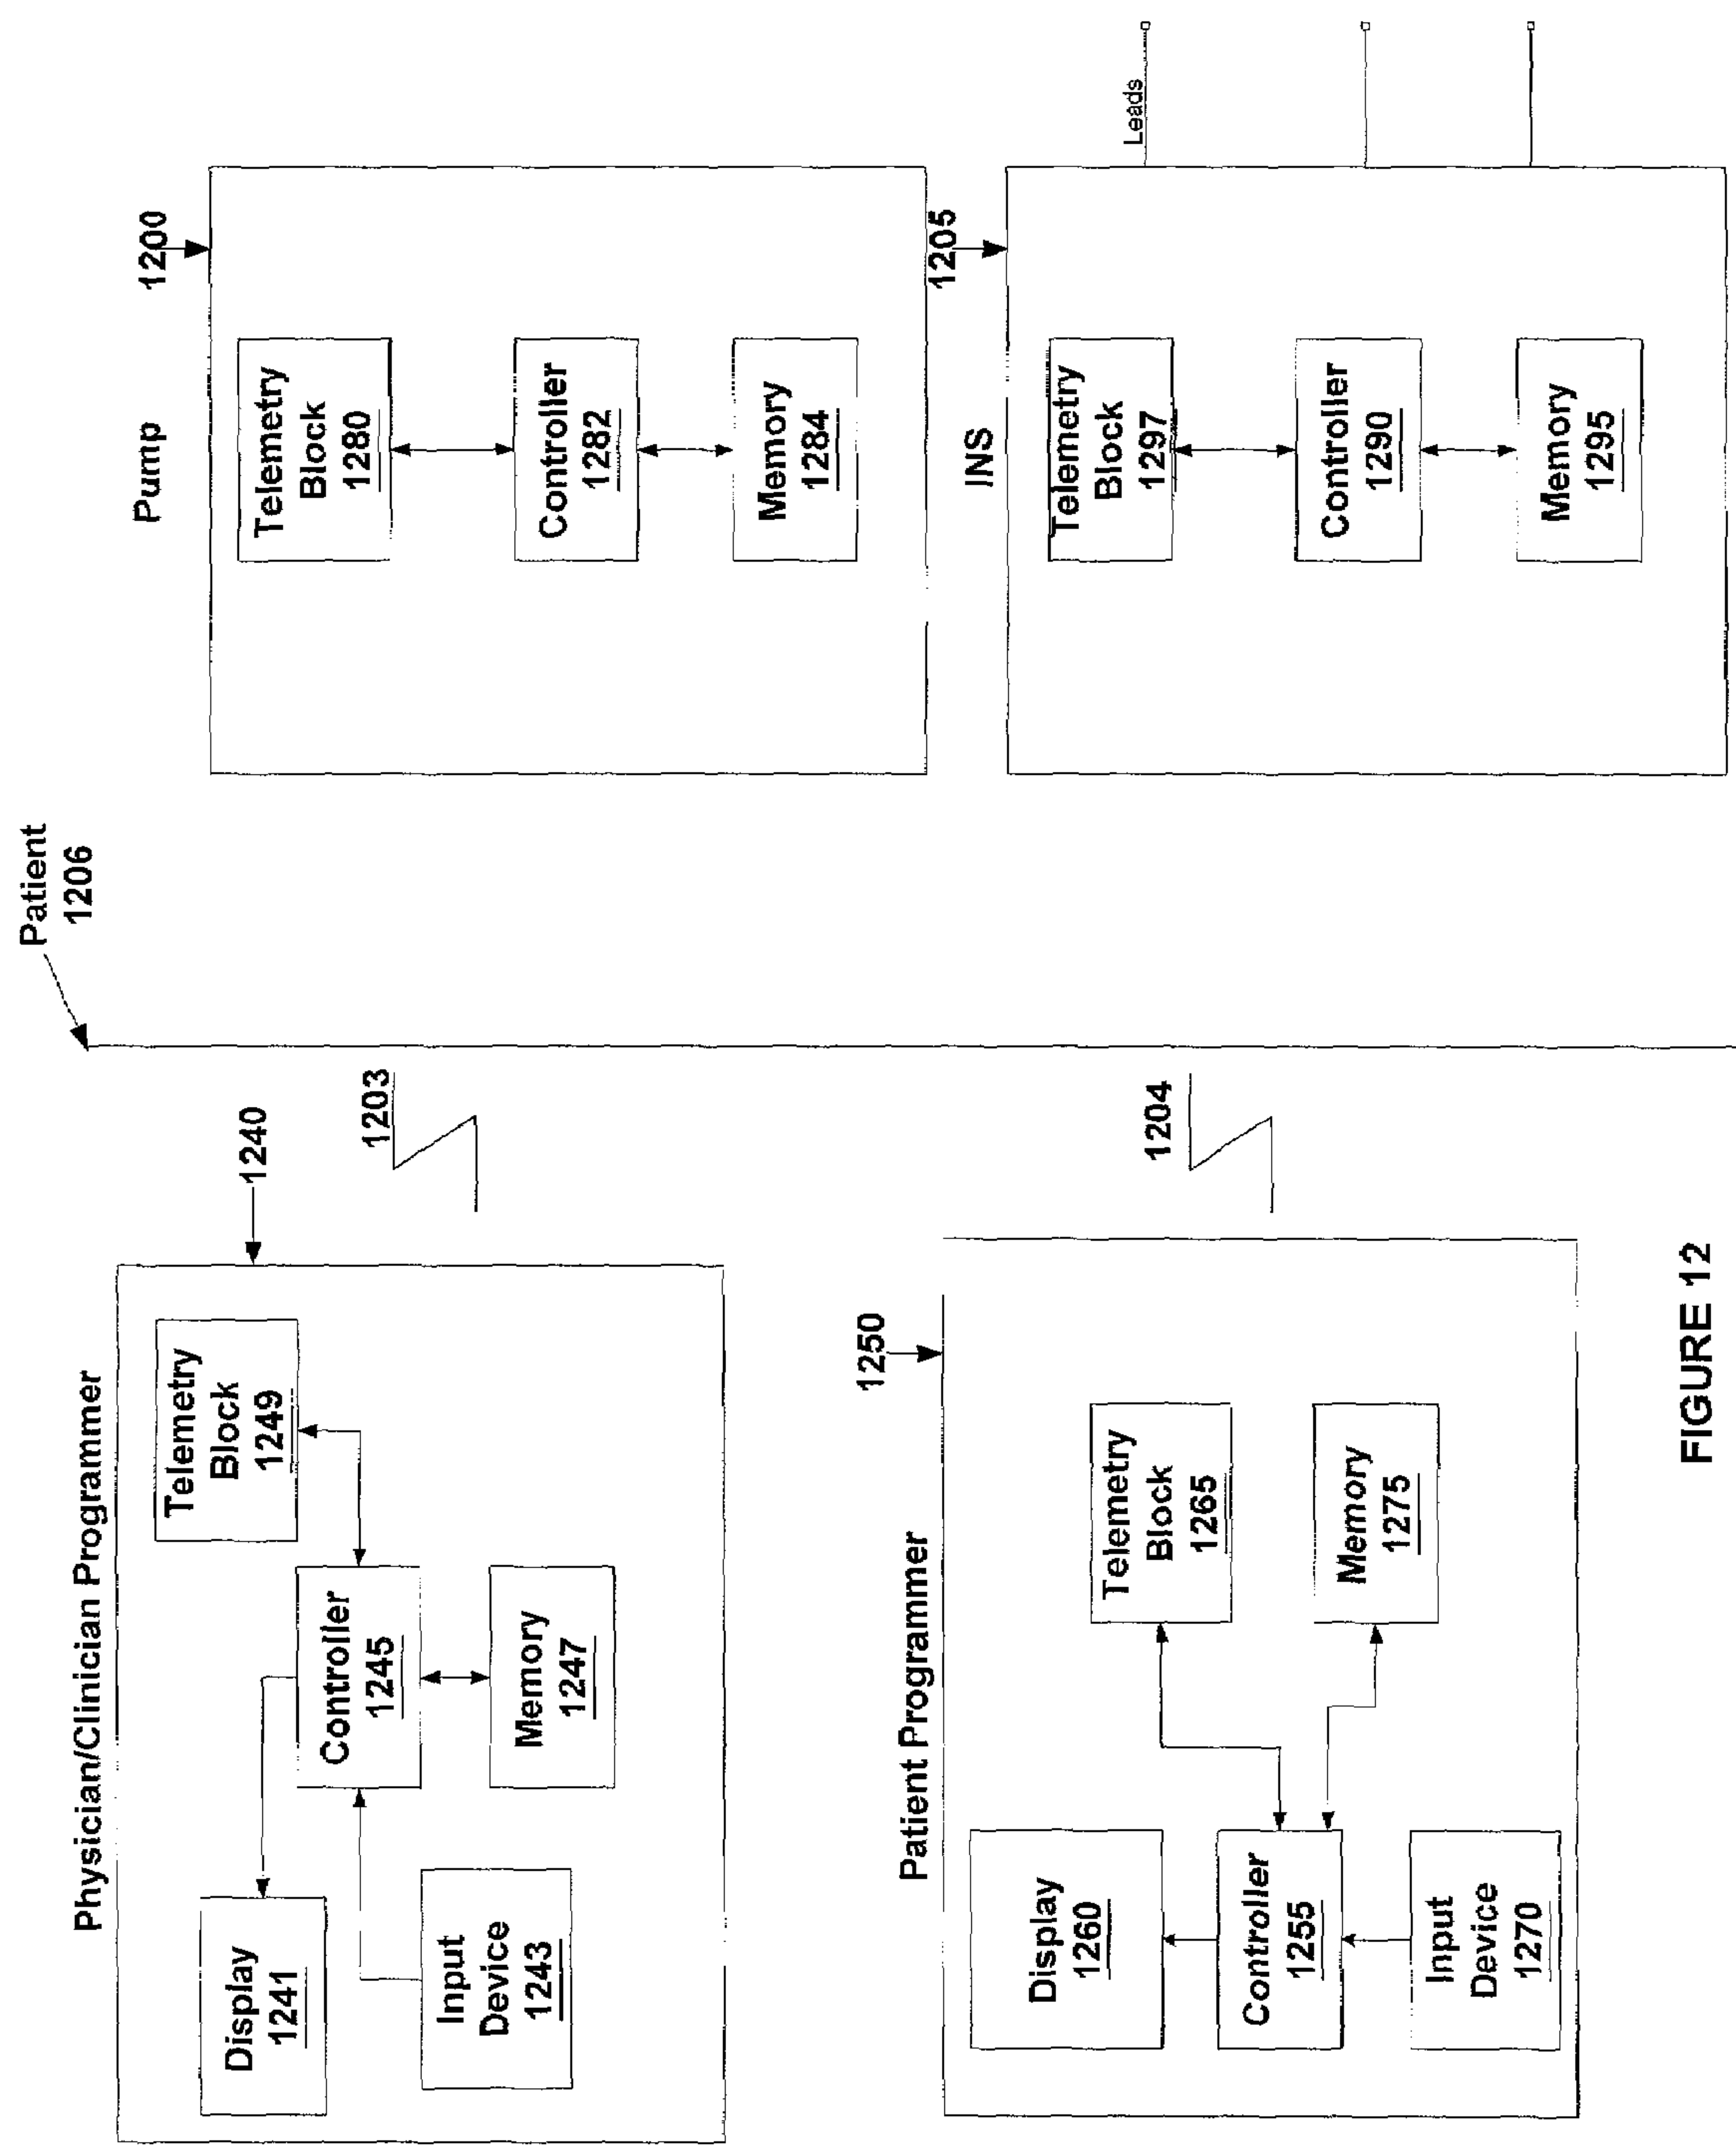 Physician/Clinician Programmer
1240
Display
1241
Input
Device
1243
Controller
1245
Memory
1247
Telemetry
Block
1249
1203
Patient
1206
Pump
1200
Telemetry
Block
1280
Controller
1282
Memory
1284
Patient Programmer
1250
Display
1260
Controller
1255
Input
Device
1270
Telemetry
Block
1265
Memory
1275
1204
INS
1205
Telemetry
Block
1297
Controller
1290
Memory
1295
Leads
FIGURE 12